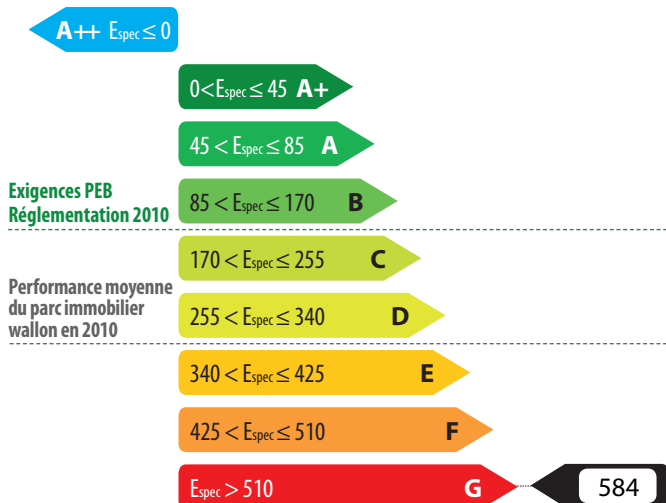 A++ Espec ≤ 0
0 < Espec ≤ 45 A+
45 < Espec ≤ 85 A
Exigences PEB
Réglementation 2010
85 < Espec ≤ 170 B
170 < Espec ≤ 255 C
Performance moyenne
du parc immobilier
wallon en 2010
255 < Espec ≤ 340 D
340 < Espec ≤ 425 E
425 < Espec ≤ 510 F
Espec > 510 G
584